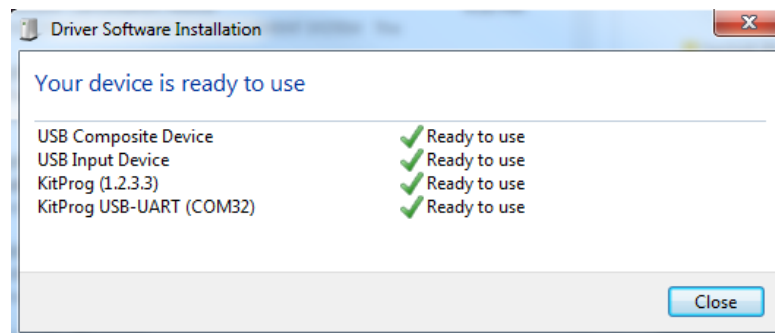 Driver Software Installation
Your device is ready to use
USB Composite Device Ready to use
USB Input Device Ready to use
KitProg (1.2.3.3) Ready to use
KitProg USB-UART (COM32) Ready to use
Close